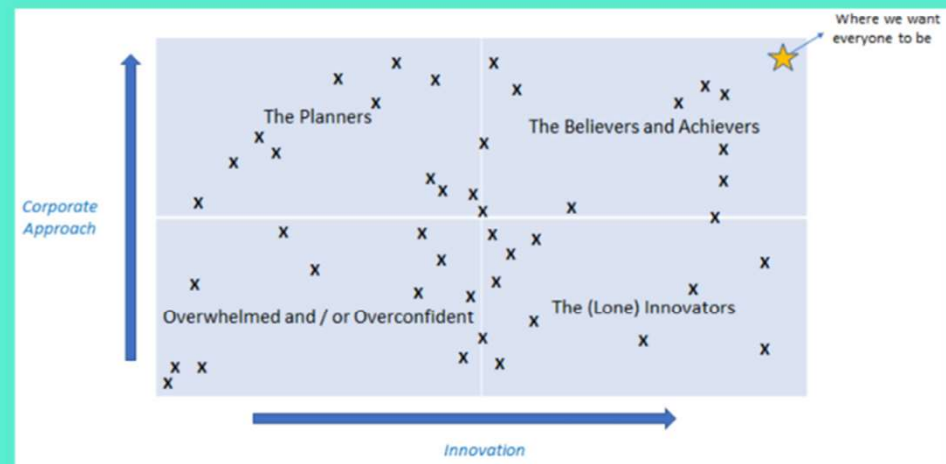 Where we want
everyone to be
The Planners
The Believers and Achievers
Corporate
Approach
Overwhelmed and / or Overconfident
The (Lone) Innovators
Innovation